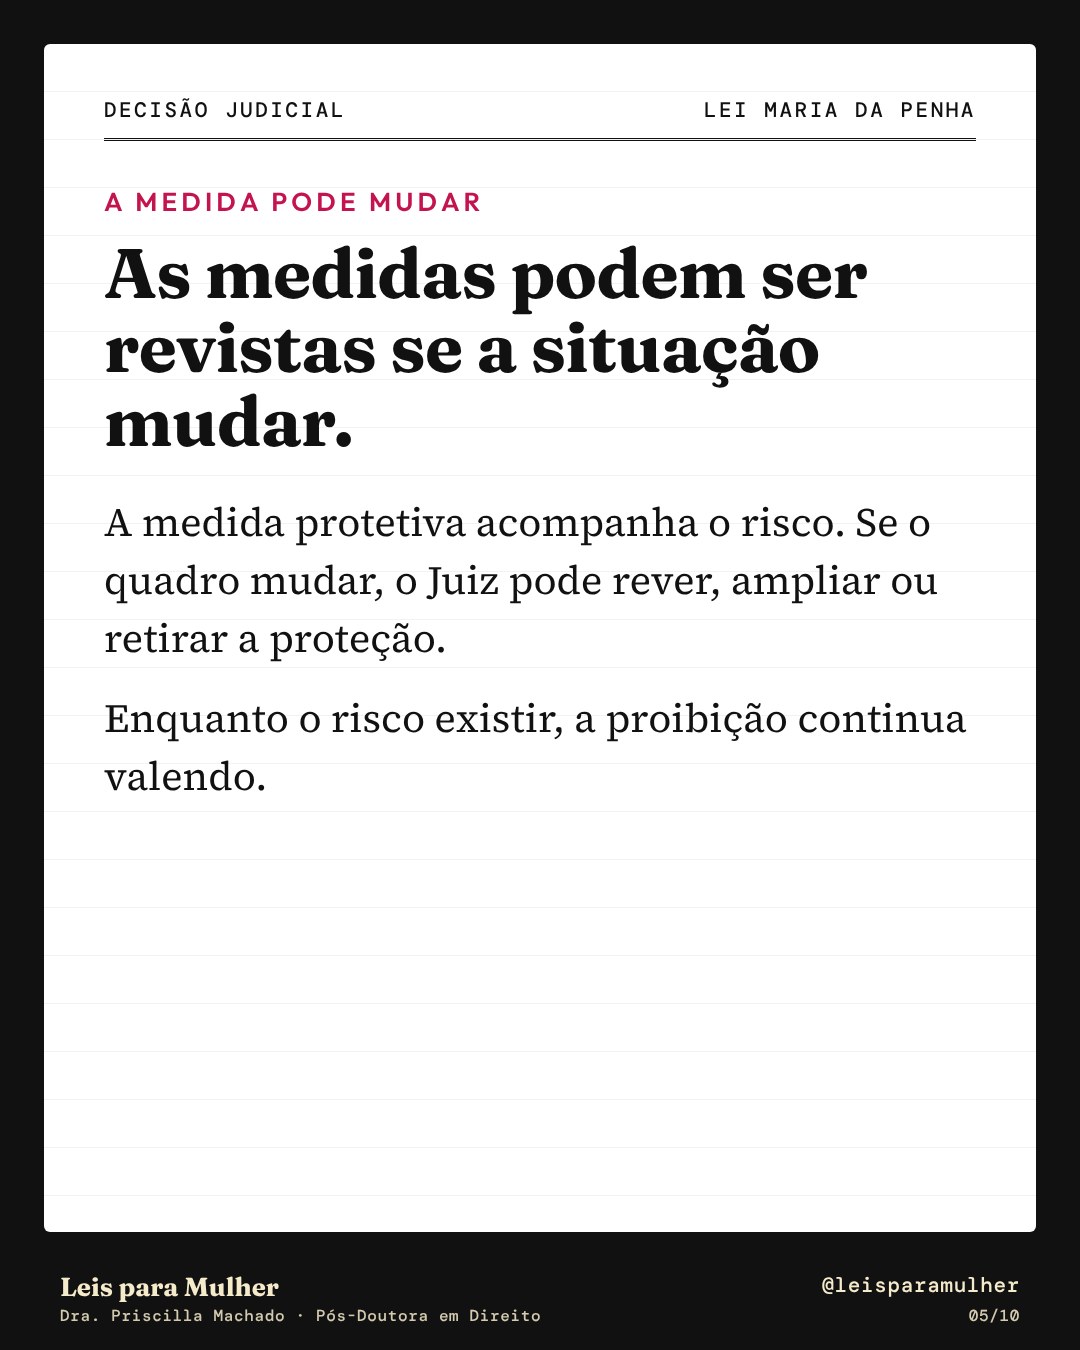 DECISÃO JUDICIAL
LEI MARIA DA PENHA
A MEDIDA PODE MUDAR
As medidas podem ser
revistas se a situação
mudar.
A medida protetiva acompanha o risco. Se o
quadro mudar, o Juiz pode rever, ampliar ou
retirar a proteção.
Enquanto o risco existir, a proibição continua
valendo.
Leis para Mulher
Dra. Priscilla Machado · Pós-Doutora em Direito
@leisparamulher
05/10